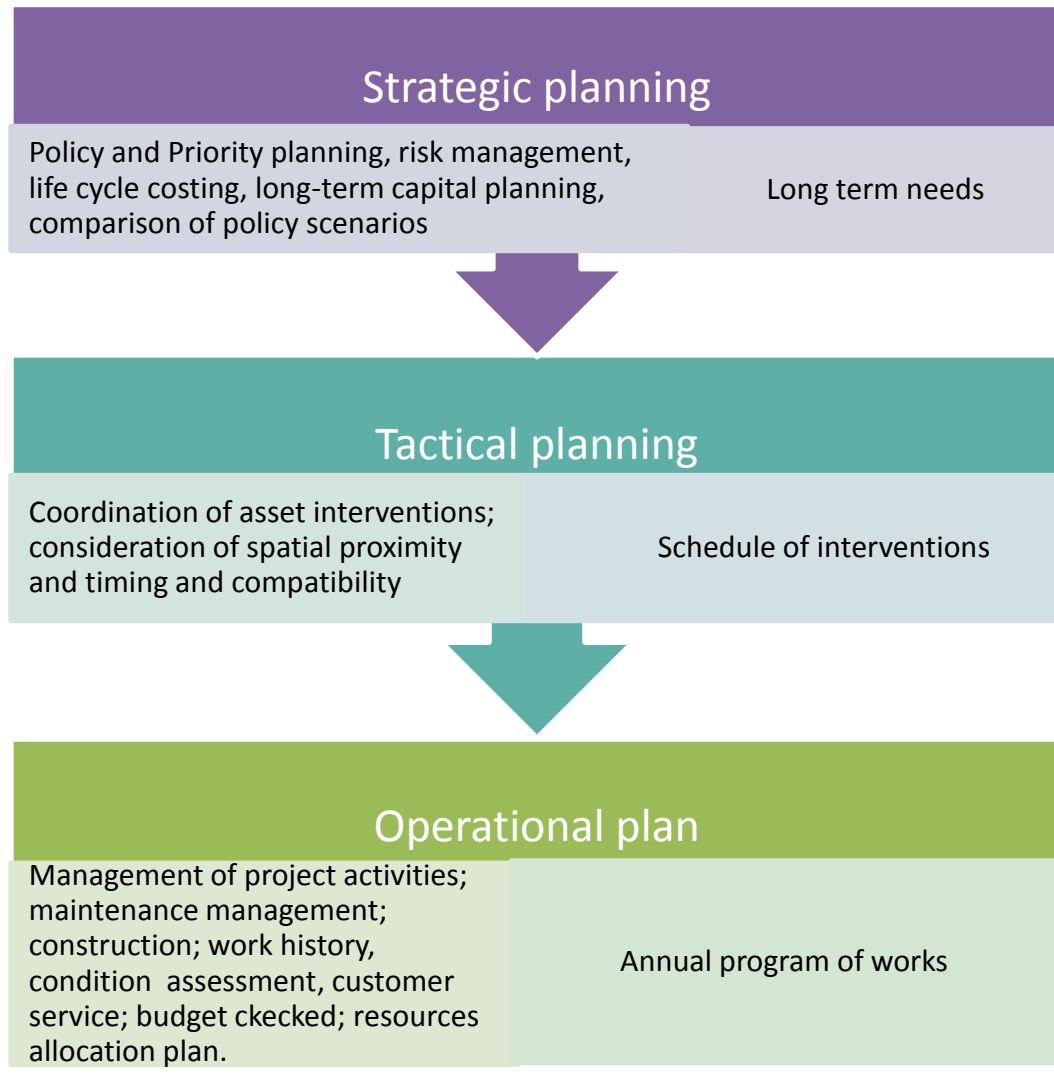 Strategic planning
Policy and Priority planning, risk management,
life cycle costing, long-term capital planning,
comparison of policy scenarios
Long term needs
Tactical planning
Coordination of asset interventions;
consideration of spatial proximity
and timing and compatibility
Schedule of interventions
Operational plan
Management of project activities;
maintenance management;
construction; work history,
condition  assessment, customer
service; budget ckecked; resources
allocation plan.
Annual program of works